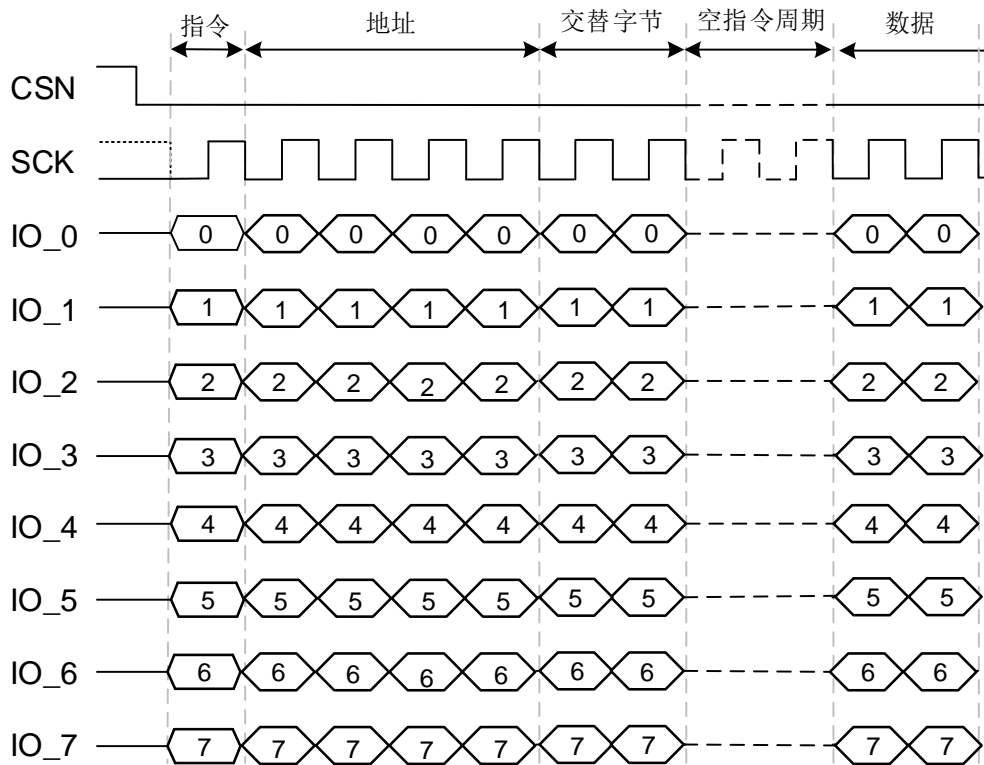 指令 地址 交替字节 空指令周期 数据
CSN
SCK
IO_0 0 0 0 0 0 0 0 0 0
IO_1 1 1 1 1 1 1 1 1 1
IO_2 2 2 2 2 2 2 2 2 2
IO_3 3 3 3 3 3 3 3 3 3
IO_4 4 4 4 4 4 4 4 4 4
IO_5 5 5 5 5 5 5 5 5 5
IO_6 6 6 6 6 6 6 6 6 6
IO_7 7 7 7 7 7 7 7 7 7